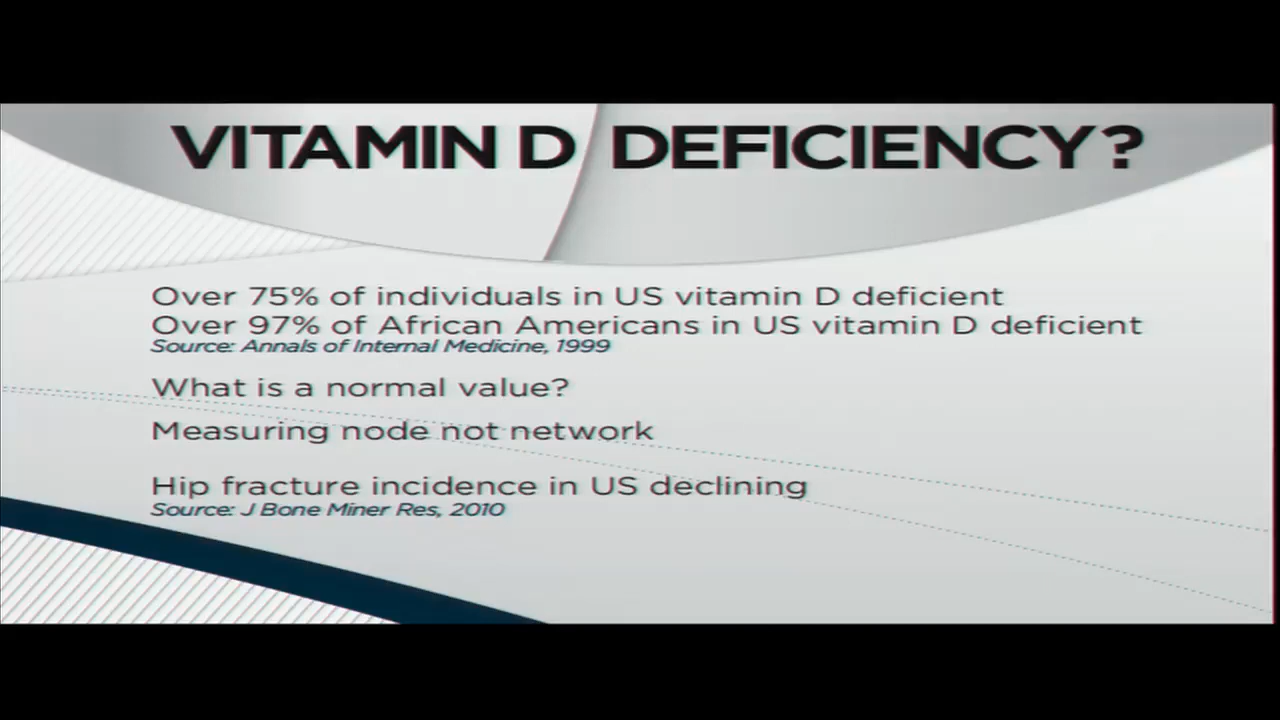 VITAMIN D DEFICIENCY?
Over 75% of individuals in US vitamin D deficient
Over 97% of African Americans in US vitamin D deficient
Source: Annals of Internal Medicine, 1999
What is a normal value?
Measuring node not network
Hip fracture incidence in US declining
Source: J Bone Miner Res, 2010